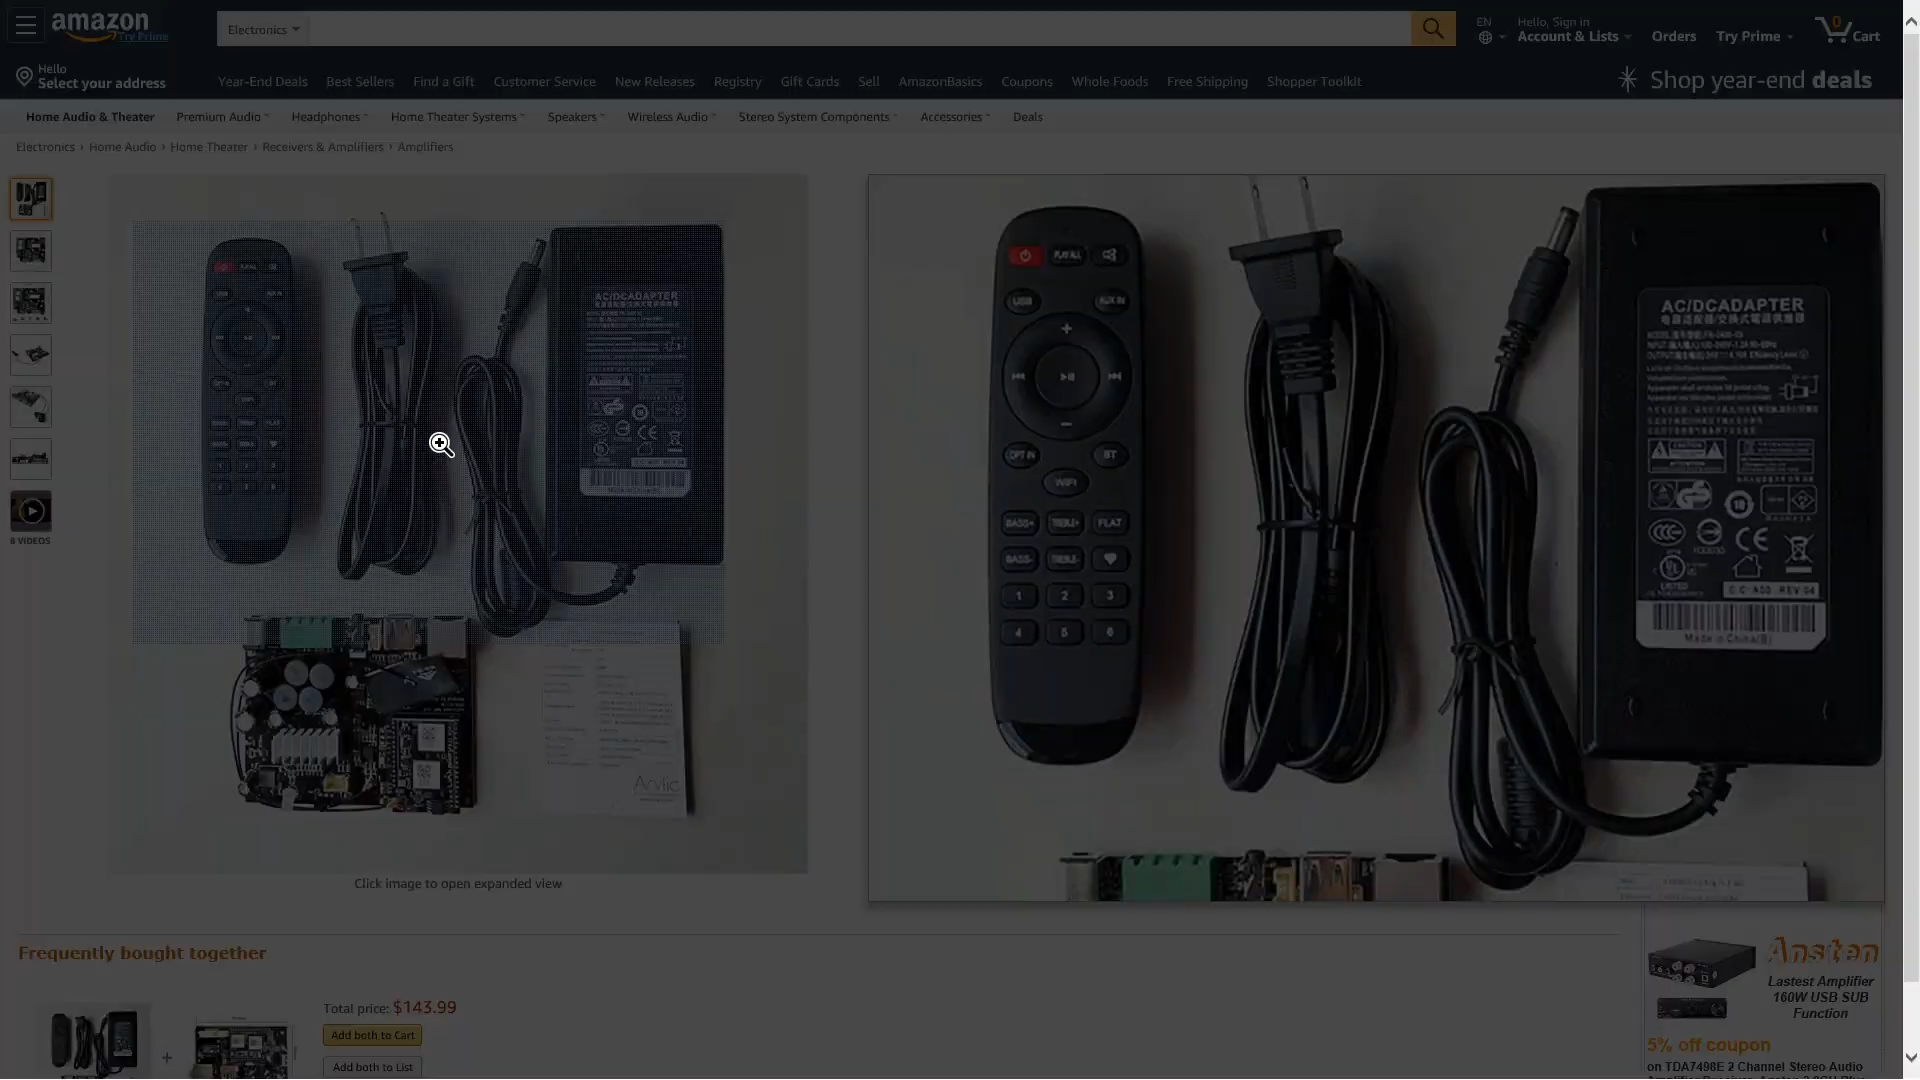 amazon
Try Prime
Electronics
EN
Hello, Sign in
Account & Lists
Orders
Try Prime
0
Cart
Hello
Select your address
Year-End Deals
Best Sellers
Find a Gift
Customer Service
New Releases
Registry
Gift Cards
Sell
AmazonBasics
Coupons
Whole Foods
Free Shipping
Shopper Toolkit
Shop year-end deals
Home Audio & Theater
Premium Audio
Headphones
Home Theater Systems
Speakers
Wireless Audio
Stereo System Components
Accessories
Deals
Electronics › Home Audio › Home Theater › Receivers & Amplifiers › Amplifiers
8 VIDEOS
AC/DCADAPTER
Arylic
PLAY ALL
USB
AUX IN
OPT IN
BT
WIFI
BASS+
TREBLE+
FLAT
BASS-
TREBLE-
1 2 3
4 5 6
AC/DCADAPTER
Made in China
Click image to open expanded view
Frequently bought together
Total price: $143.99
Add both to Cart
Add both to List
Ansten
Lastest Amplifier
160W USB SUB
Function
5% off coupon
on TDA7498E 2 Channel Stereo Audio